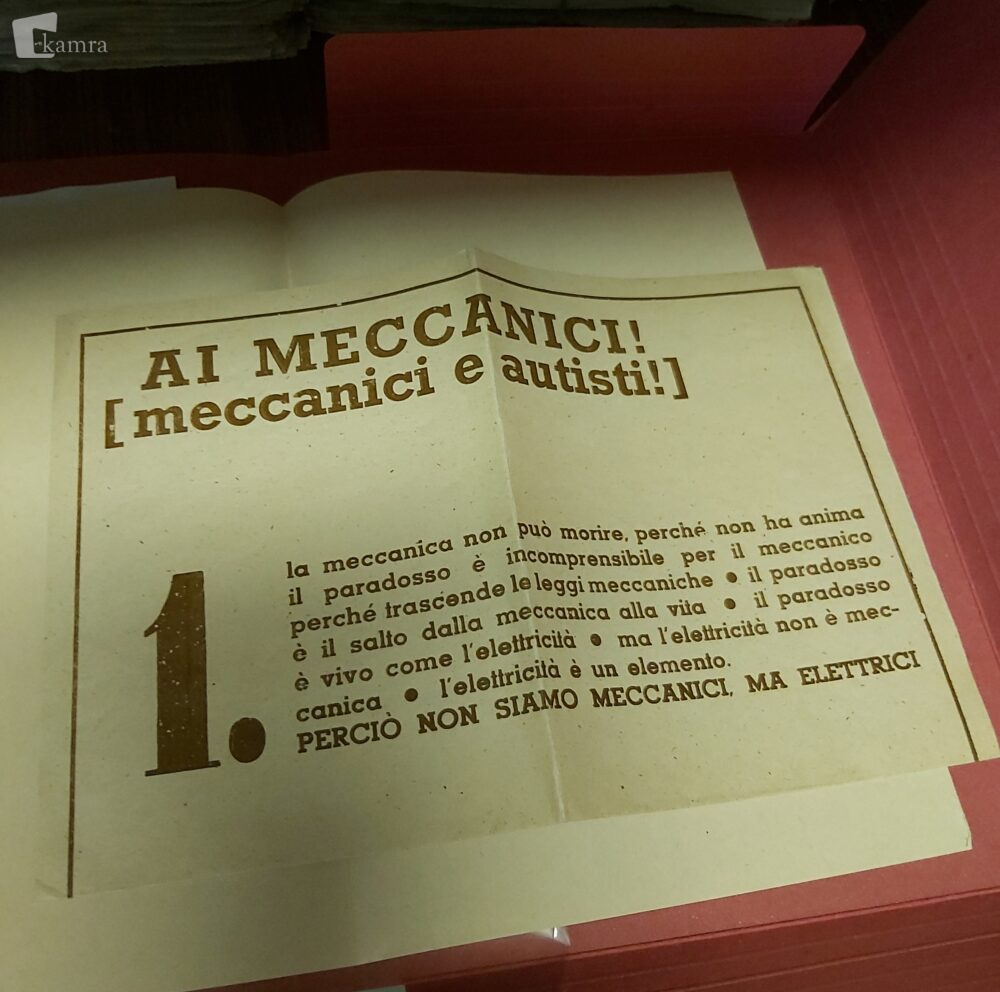 kamra
AI MECCANICI!
[meccanici e autisti!]
1.
la meccanica non può morire, perché non ha anima
il paradosso è incomprensibile per il meccanico
perché trascende le leggi meccaniche • il paradosso
è il salto dalla meccanica alla vita • il paradosso
è vivo come l'elettricità • ma l'elettricità non è mec-
canica • l'elettricità è un elemento.
PERCIÒ NON SIAMO MECCANICI, MA ELETTRICI